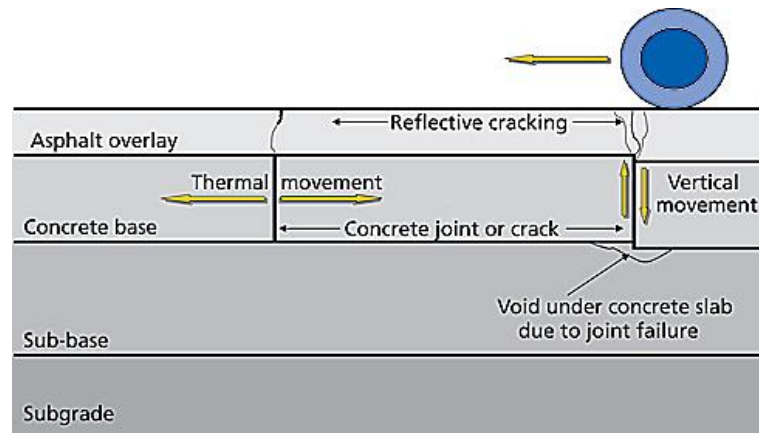 Reflective cracking
Asphalt overlay
Thermal movement
Vertical
movement
Concrete joint or crack
Concrete base
Void under concrete slab
due to joint failure
Sub-base
Subgrade